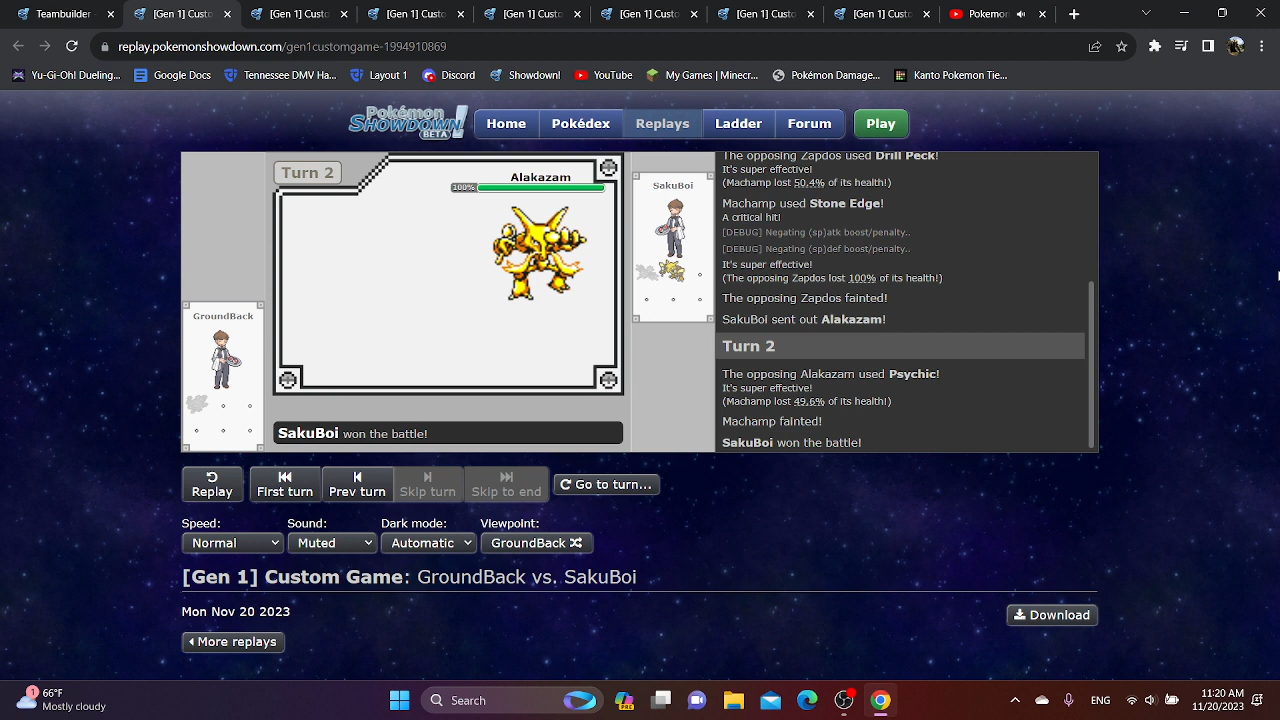 Teambuilder -
[Gen 1] Custo
[Gen 1] Custo
[Gen 1] Custo
[Gen 1] Custo
[Gen 1] Custo
[Gen 1] Custo
[Gen 1] Custo
Pokemon
replay.pokemonshowdown.com/gen1customgame-1994910869
Yu-Gi-Oh! Dueling...
Google Docs
Tennessee DMV Ha...
Layout 1
Discord
Showdown!
YouTube
My Games | Minecr...
Pokémon Damage...
Kanto Pokemon Tie...
Pokémon
SHOWDOWN!
BETA
Home
Pokédex
Replays
Ladder
Forum
Play
Turn 2
Alakazam
100%
SakuBoi
GroundBack
SakuBoi won the battle!
The opposing Zapdos used Drill Peck!
It's super effective!
(Machamp lost 50.4% of its health!)
Machamp used Stone Edge!
A critical hit!
[DEBUG] Negating (sp)atk boost/penalty..
[DEBUG] Negating (sp)def boost/penalty..
It's super effective!
(The opposing Zapdos lost 100% of its health!)
The opposing Zapdos fainted!
SakuBoi sent out Alakazam!
Turn 2
The opposing Alakazam used Psychic!
It's super effective!
(Machamp lost 49.6% of its health!)
Machamp fainted!
SakuBoi won the battle!
Replay
First turn
Prev turn
Skip turn
Skip to end
Go to turn...
Speed:
Sound:
Dark mode:
Viewpoint:
Normal
Muted
Automatic
GroundBack
[Gen 1] Custom Game: GroundBack vs. SakuBoi
Mon Nov 20 2023
Download
More replays
1
66°F
Mostly cloudy
Search
PRE
ENG
11:20 AM
11/20/2023